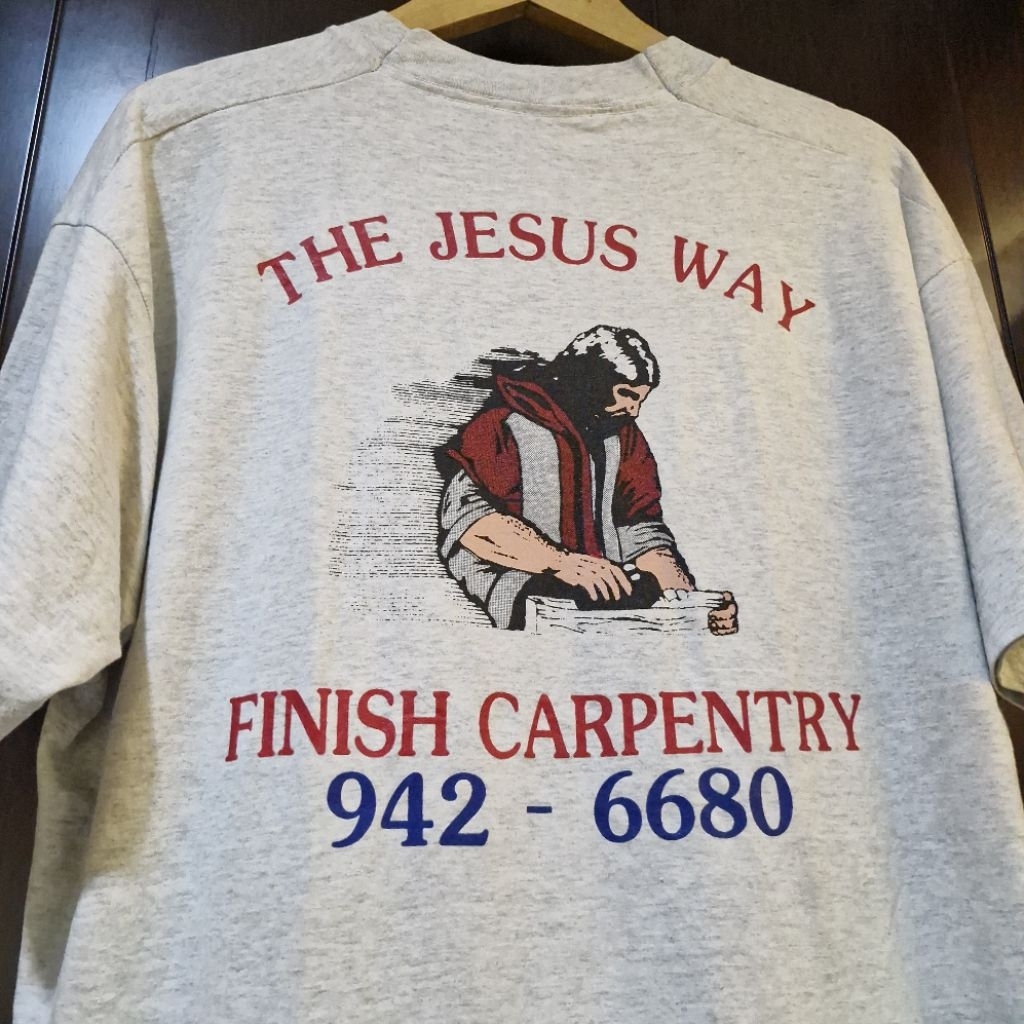 THE JESUS WAY
FINISH CARPENTRY
942 - 6680